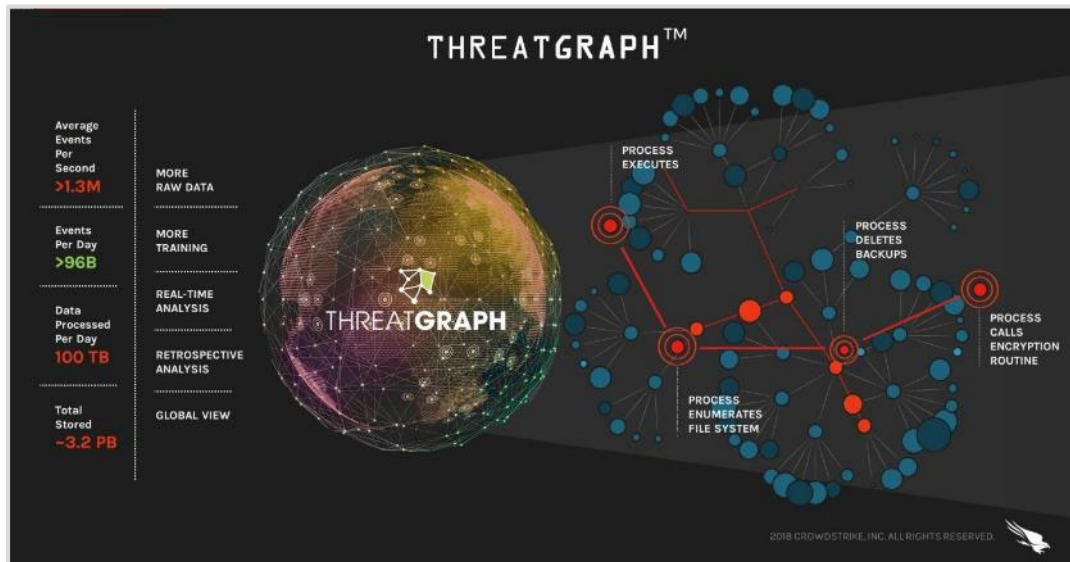 THREATGRAPH™
Average
Events
Per
Second
>1.3M
Events
Per Day
>96B
Data
Processed
Per Day
100 TB
Total
Stored
~3.2 PB
MORE
RAW DATA
MORE
TRAINING
REAL-TIME
ANALYSIS
RETROSPECTIVE
ANALYSIS
GLOBAL VIEW
THREATGRAPH
PROCESS
EXECUTES
PROCESS
ENUMERATES
FILE SYSTEM
PROCESS
DELETES
BACKUPS
PROCESS
CALLS
ENCRYPTION
ROUTINE
2018 CROWDSTRIKE, INC. ALL RIGHTS RESERVED.